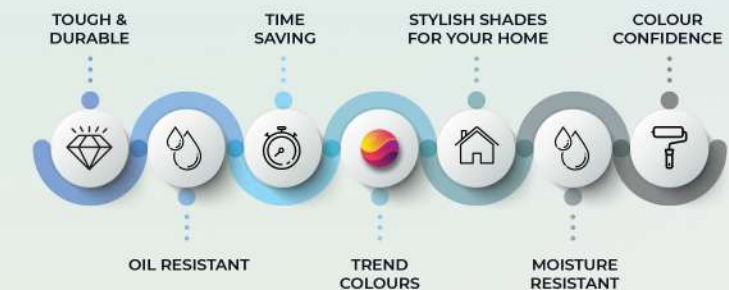 TOUGH &
DURABLE
TIME
SAVING
STYLISH SHADES
FOR YOUR HOME
COLOUR
CONFIDENCE
OIL RESISTANT
TREND
COLOURS
MOISTURE
RESISTANT